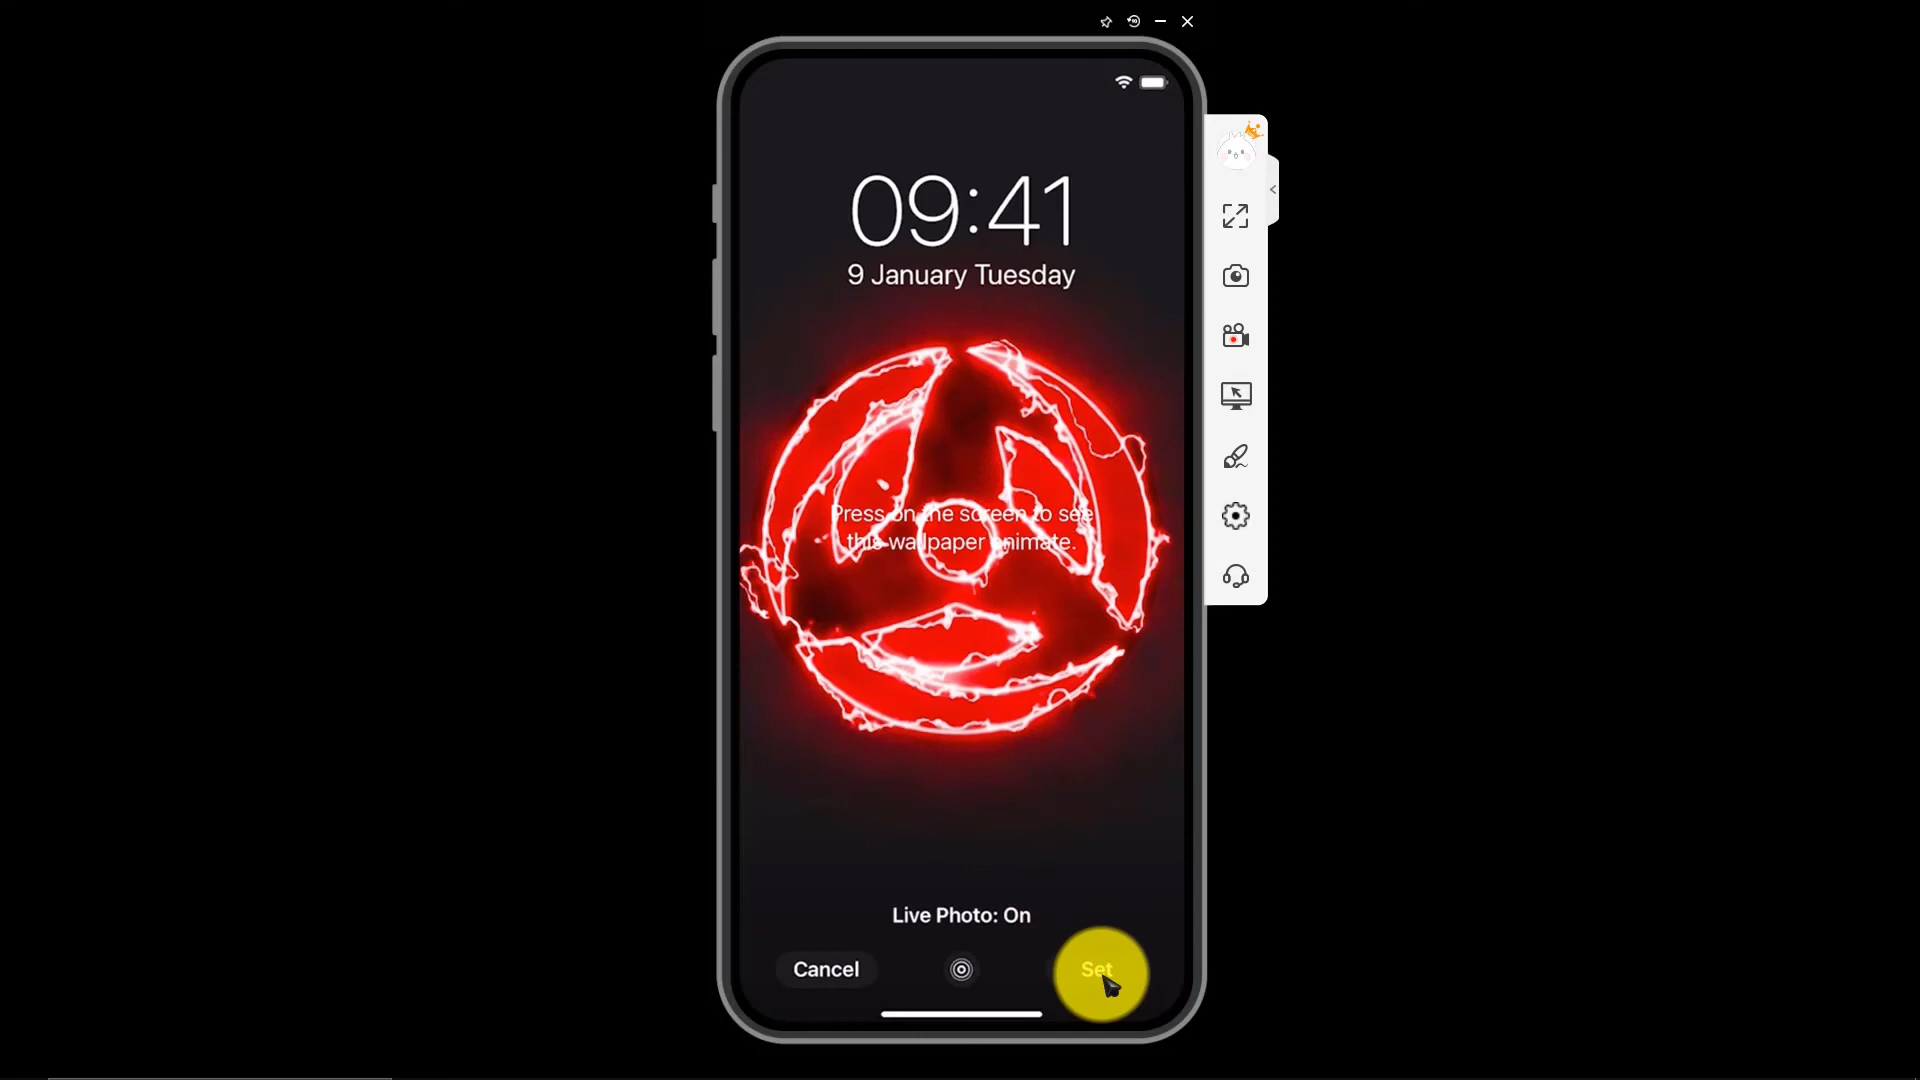 09:41
9 January Tuesday
Press on the screen to see
this wallpaper animate.
Live Photo: On
Cancel
Set